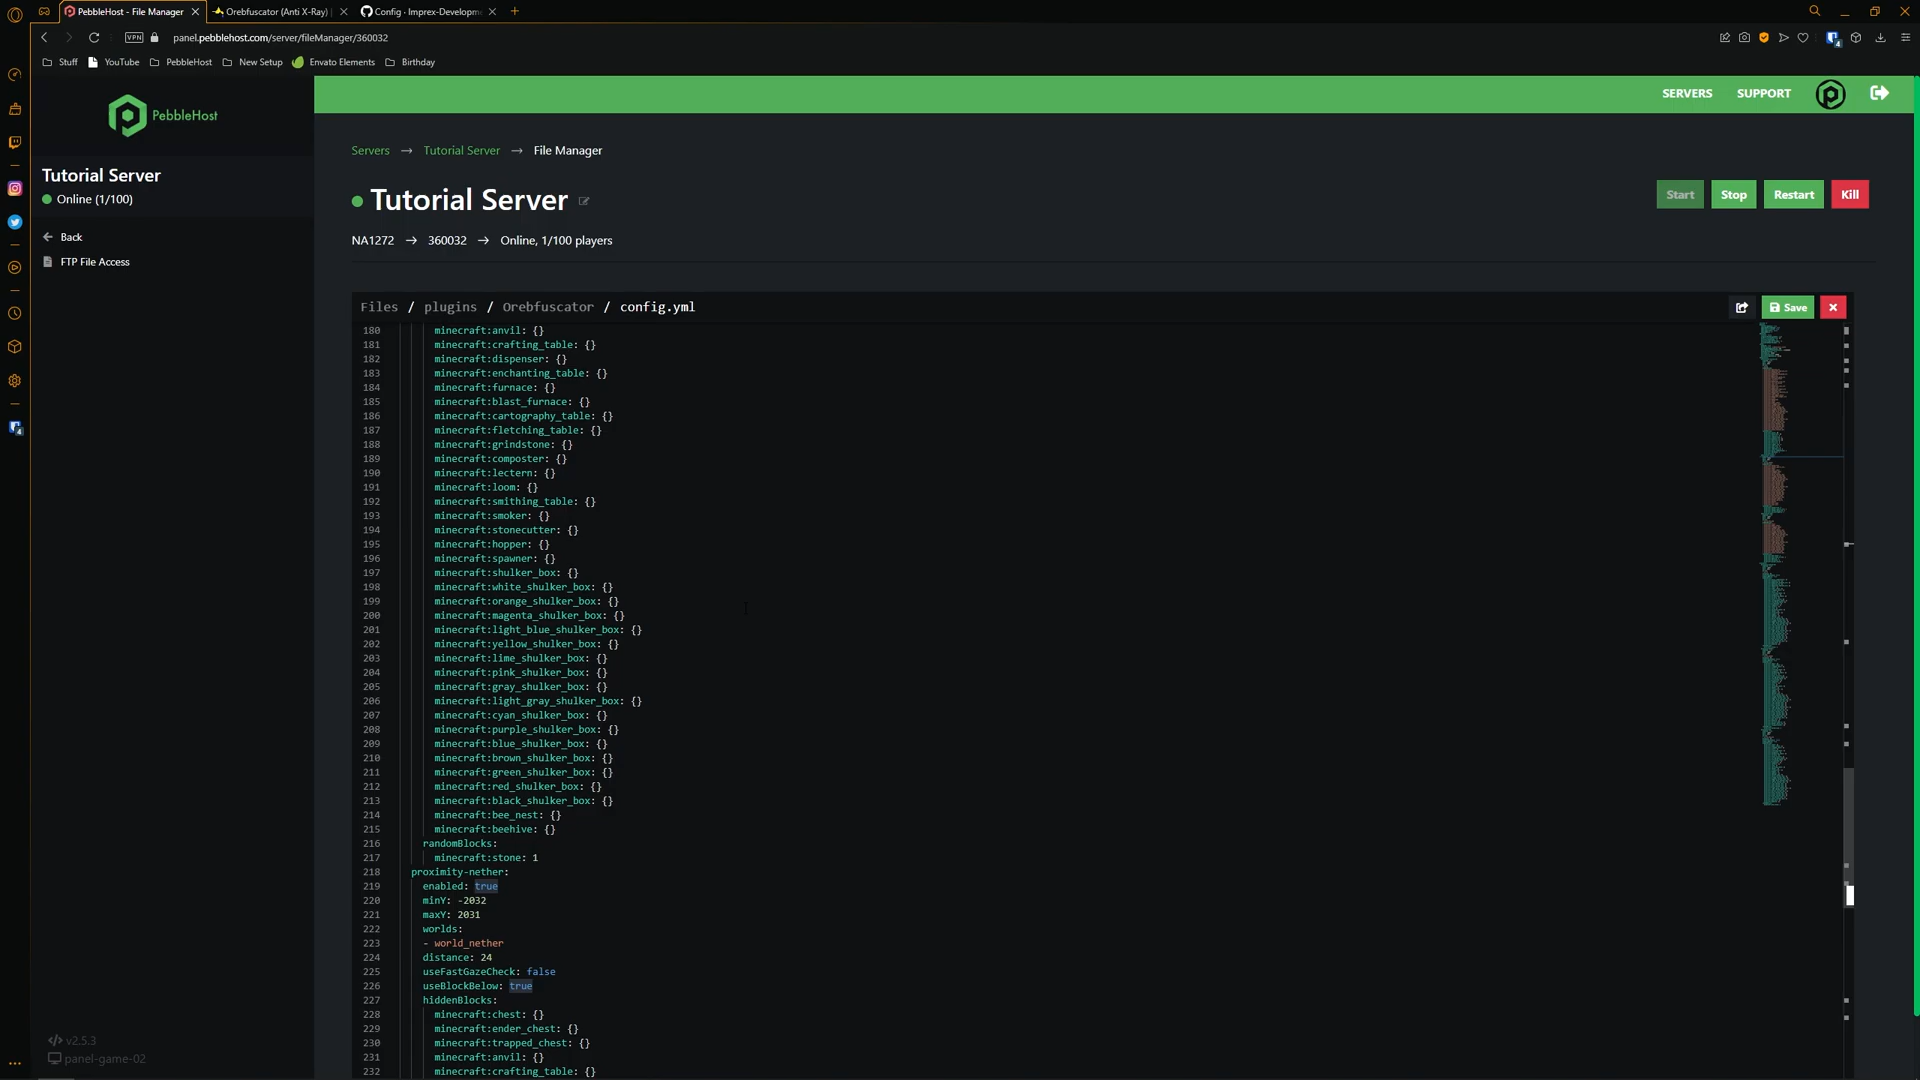 PebbleHost - File Manager
Orebfuscator (Anti X-Ray) |
Config · Imprex-Developm
VPN
panel.pebblehost.com/server/fileManager/360032
Stuff
YouTube
PebbleHost
New Setup
Envato Elements
Birthday
PebbleHost
SERVERS
SUPPORT
Tutorial Server
Online (1/100)
Back
FTP File Access
Servers → Tutorial Server → File Manager
Tutorial Server
Start
Stop
Restart
Kill
NA1272 → 360032 → Online, 1/100 players
Files / plugins / Orebfuscator / config.yml
Save
180 minecraft:anvil: {}
181 minecraft:crafting_table: {}
182 minecraft:dispenser: {}
183 minecraft:enchanting_table: {}
184 minecraft:furnace: {}
185 minecraft:blast_furnace: {}
186 minecraft:cartography_table: {}
187 minecraft:fletching_table: {}
188 minecraft:grindstone: {}
189 minecraft:composter: {}
190 minecraft:lectern: {}
191 minecraft:loom: {}
192 minecraft:smithing_table: {}
193 minecraft:smoker: {}
194 minecraft:stonecutter: {}
195 minecraft:hopper: {}
196 minecraft:spawner: {}
197 minecraft:shulker_box: {}
198 minecraft:white_shulker_box: {}
199 minecraft:orange_shulker_box: {}
200 minecraft:magenta_shulker_box: {}
201 minecraft:light_blue_shulker_box: {}
202 minecraft:yellow_shulker_box: {}
203 minecraft:lime_shulker_box: {}
204 minecraft:pink_shulker_box: {}
205 minecraft:gray_shulker_box: {}
206 minecraft:light_gray_shulker_box: {}
207 minecraft:cyan_shulker_box: {}
208 minecraft:purple_shulker_box: {}
209 minecraft:blue_shulker_box: {}
210 minecraft:brown_shulker_box: {}
211 minecraft:green_shulker_box: {}
212 minecraft:red_shulker_box: {}
213 minecraft:black_shulker_box: {}
214 minecraft:bee_nest: {}
215 minecraft:beehive: {}
216 randomBlocks:
217 minecraft:stone: 1
218 proximity-nether:
219 enabled: true
220 minY: -2032
221 maxY: 2031
222 worlds:
223 - world_nether
224 distance: 24
225 useFastGazeCheck: false
226 useBlockBelow: true
227 hiddenBlocks:
228 minecraft:chest: {}
229 minecraft:ender_chest: {}
230 minecraft:trapped_chest: {}
231 minecraft:anvil: {}
232 minecraft:crafting_table: {}
v2.5.3
panel-game-02